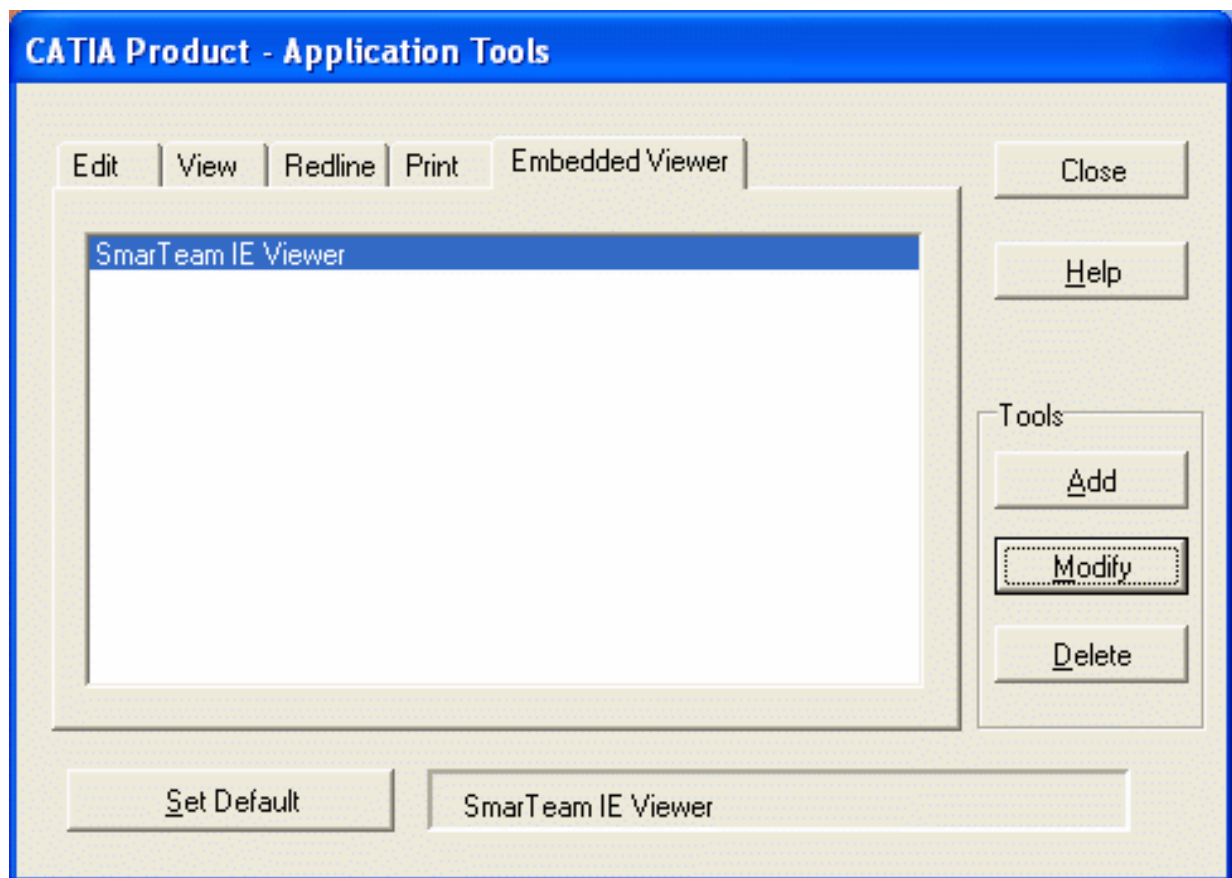 CATIA Product - Application Tools
Edit View Redline Print Embedded Viewer
Close
SmarTeam IE Viewer
Help
Tools
Add
Modify
Delete
Set Default
SmarTeam IE Viewer